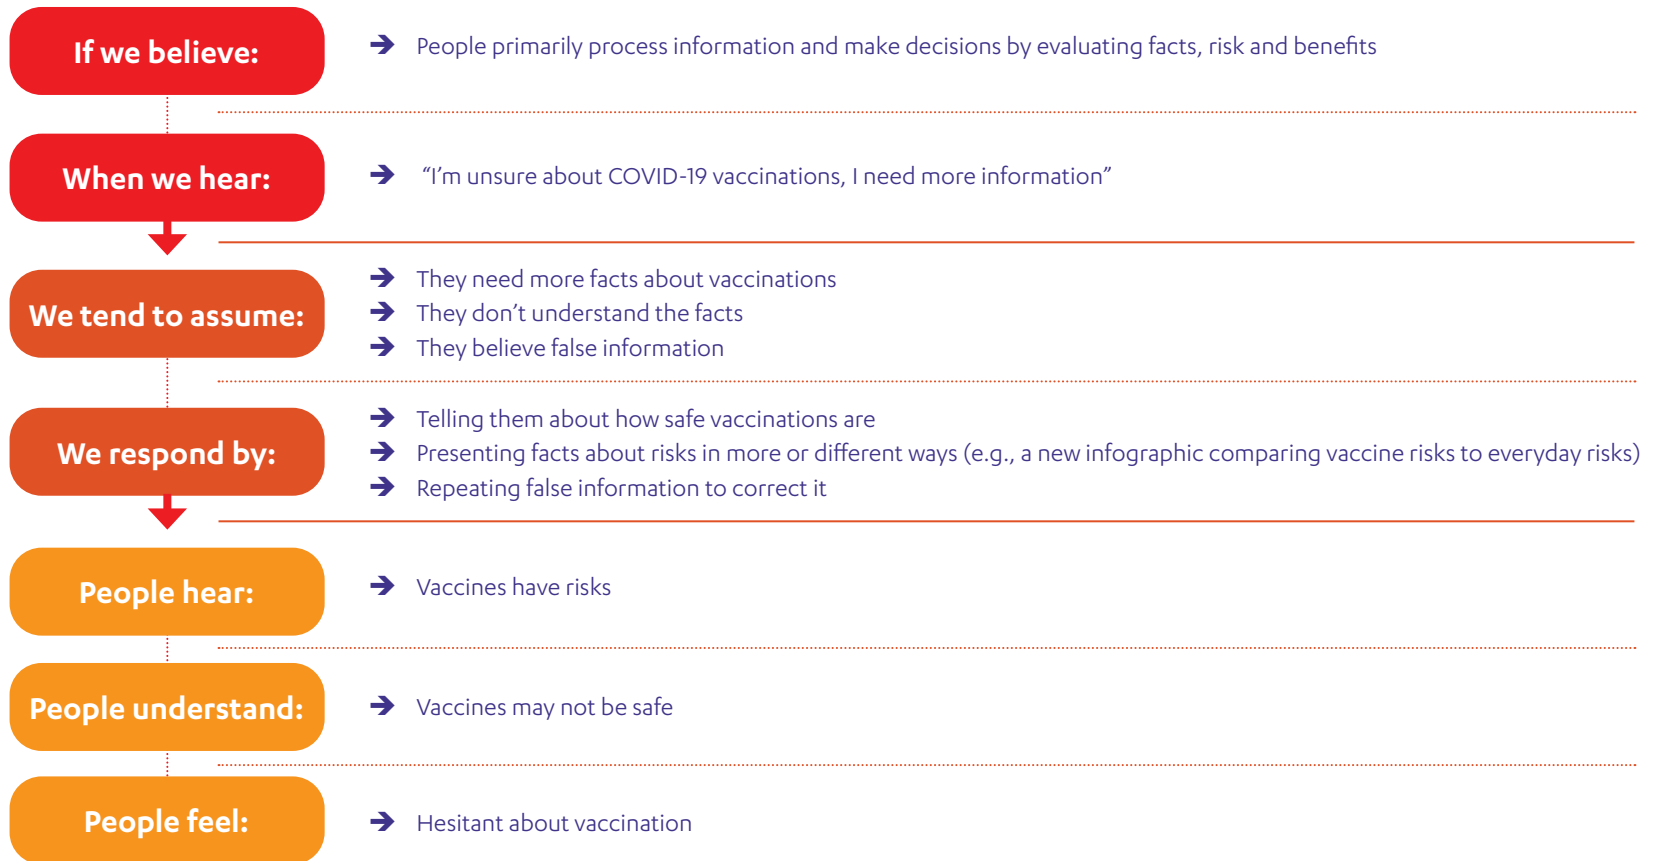 If we believe:
➔ People primarily process information and make decisions by evaluating facts, risk and benefits
When we hear:
➔ “I’m unsure about COVID-19 vaccinations, I need more information”
We tend to assume:
➔ They need more facts about vaccinations
➔ They don’t understand the facts
➔ They believe false information
We respond by:
➔ Telling them about how safe vaccinations are
➔ Presenting facts about risks in more or different ways (e.g., a new infographic comparing vaccine risks to everyday risks)
➔ Repeating false information to correct it
People hear:
➔ Vaccines have risks
People understand:
➔ Vaccines may not be safe
People feel:
➔ Hesitant about vaccination